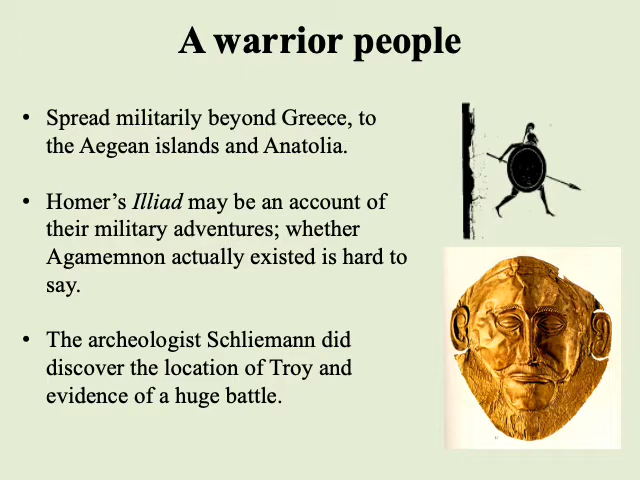 A warrior people
• Spread militarily beyond Greece, to
the Aegean islands and Anatolia.
• Homer’s Illiad may be an account of
their military adventures; whether
Agamemnon actually existed is hard to
say.
• The archeologist Schliemann did
discover the location of Troy and
evidence of a huge battle.